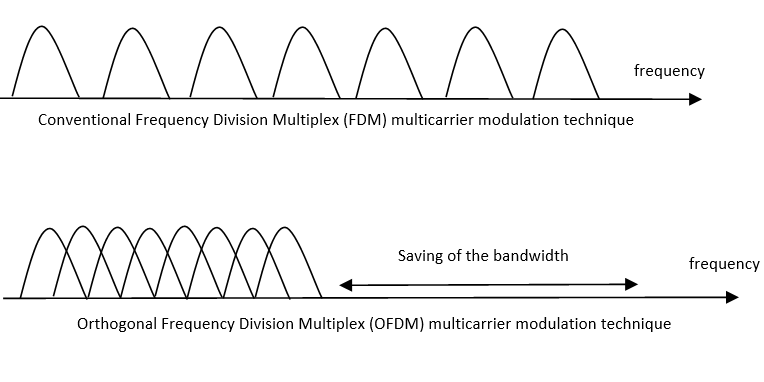 frequency
Conventional Frequency Division Multiplex (FDM) multicarrier modulation technique
Saving of the bandwidth
frequency
Orthogonal Frequency Division Multiplex (OFDM) multicarrier modulation technique